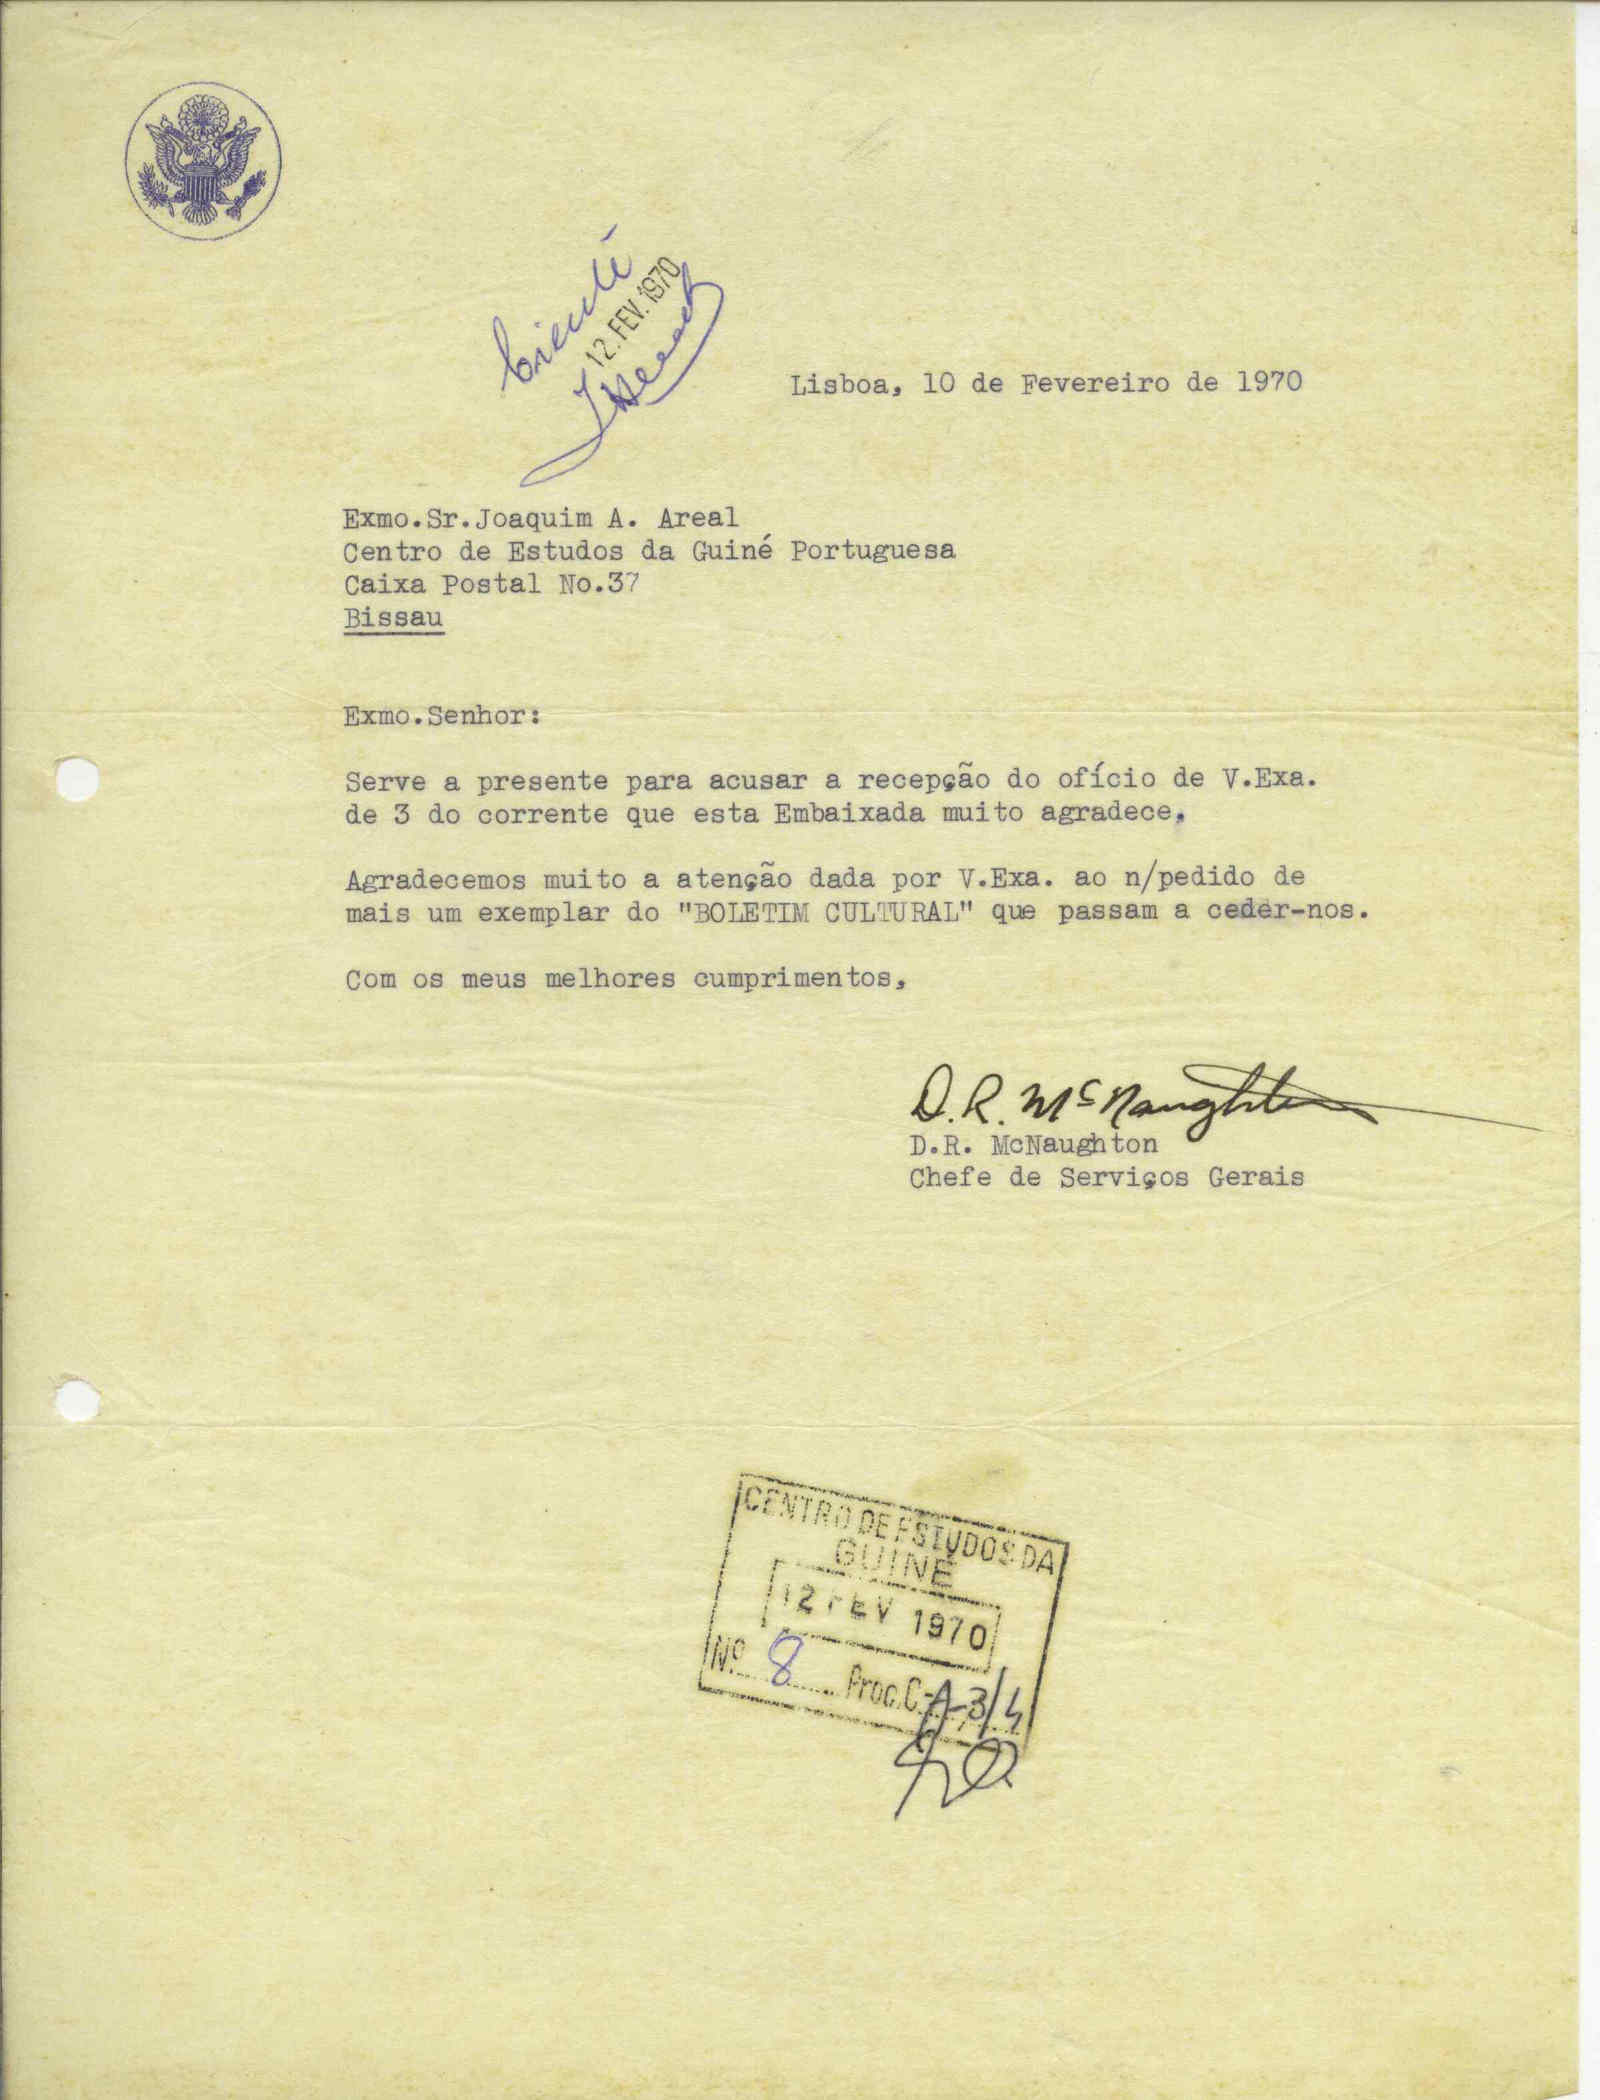 Ciente
12. FEV. 1970
Lisboa, 10 de Fevereiro de 1970
Exmo.Sr.Joaquim A. Areal
Centro de Estudos da Guiné Portuguesa
Caixa Postal No.37
Bissau
Exmo.Senhor:
Serve a presente para acusar a recepção do ofício de V.Exa.
de 3 do corrente que esta Embaixada muito agradece.
Agradecemos muito a atenção dada por V.Exa. ao n/pedido de
mais um exemplar do "BOLETIM CULTURAL" que passam a ceder-nos.
Com os meus melhores cumprimentos,
D.R. McNaughton
D.R. McNaughton
Chefe de Serviços Gerais
CENTRO DE ESTUDOS DA
GUINÉ
12 FEV 1970
Nº 8 Proc. C-A-3/4